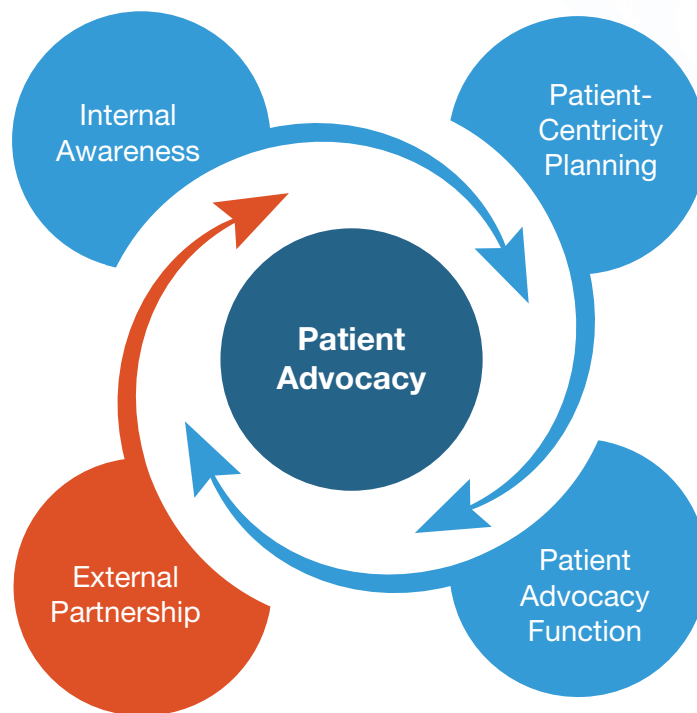 Internal
Awareness
Patient-
Centricity
Planning
Patient
Advocacy
External
Partnership
Patient
Advocacy
Function